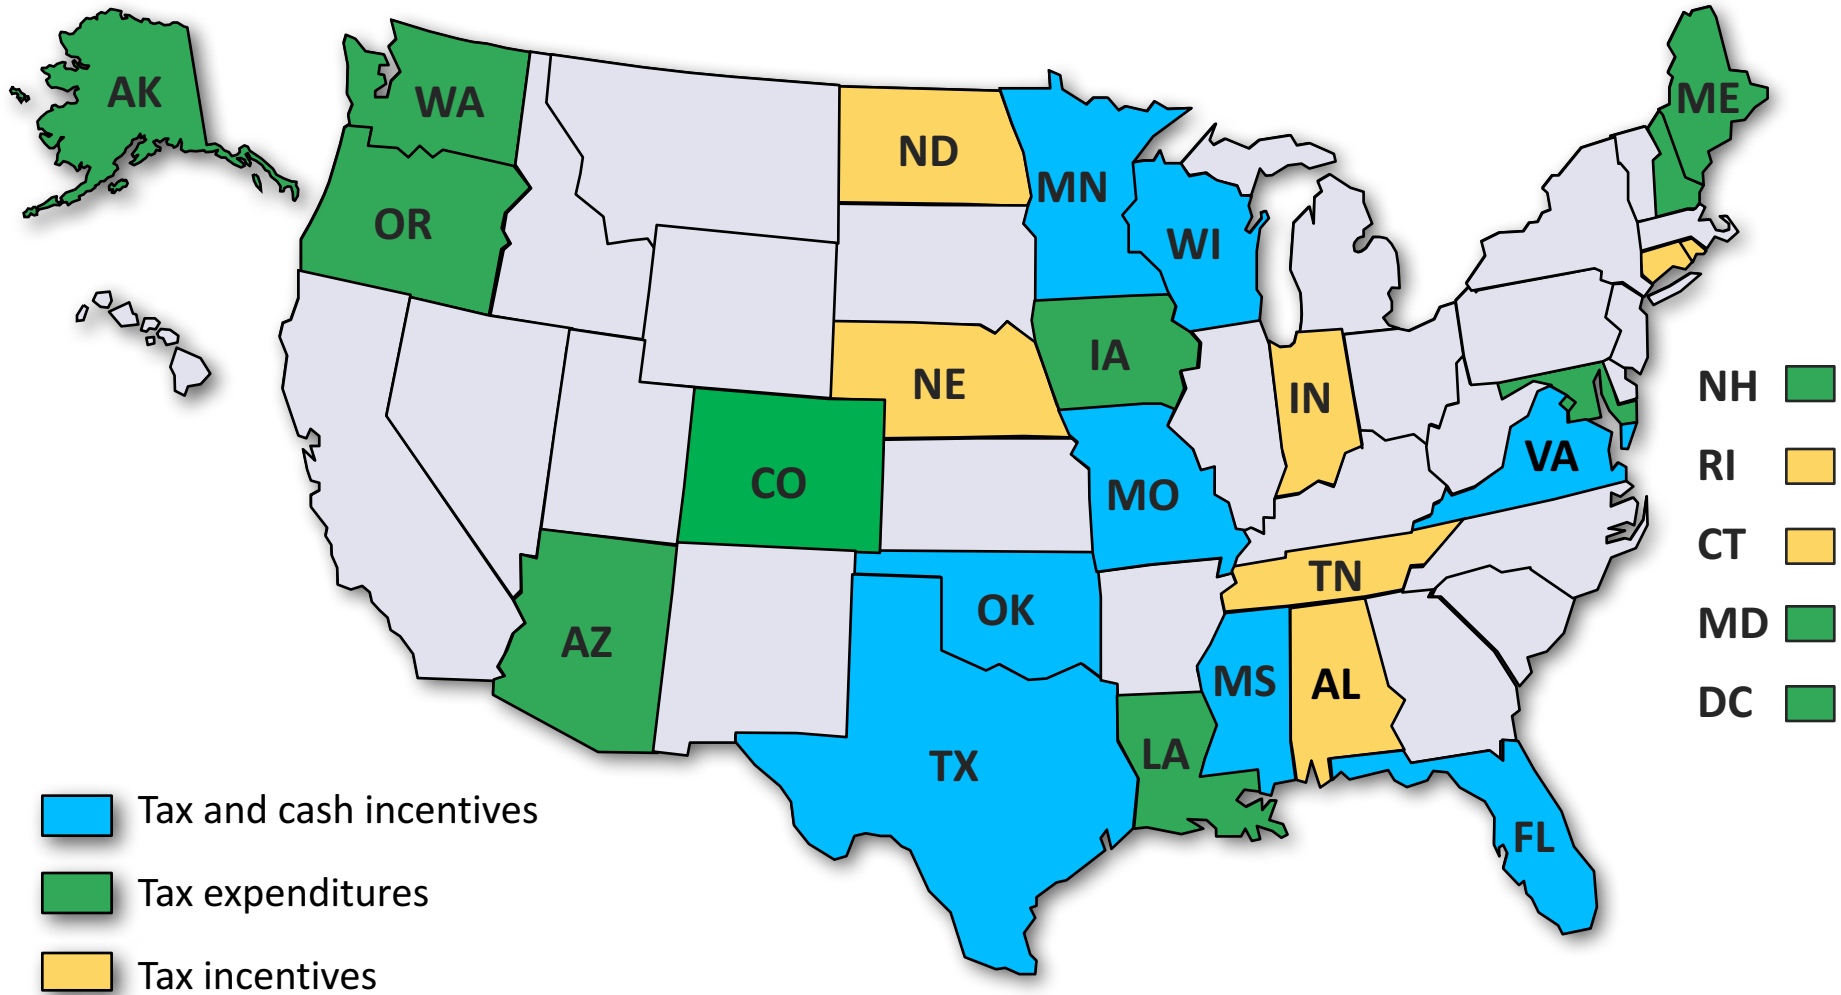 AK
WA
ME
ND
MN
OR
WI
IA
NE
NH
IN
VA
RI
CO
MO
CT
TN
OK
MD
AZ
MS
AL
DC
LA
TX
Tax and cash incentives
FL
Tax expenditures
Tax incentives